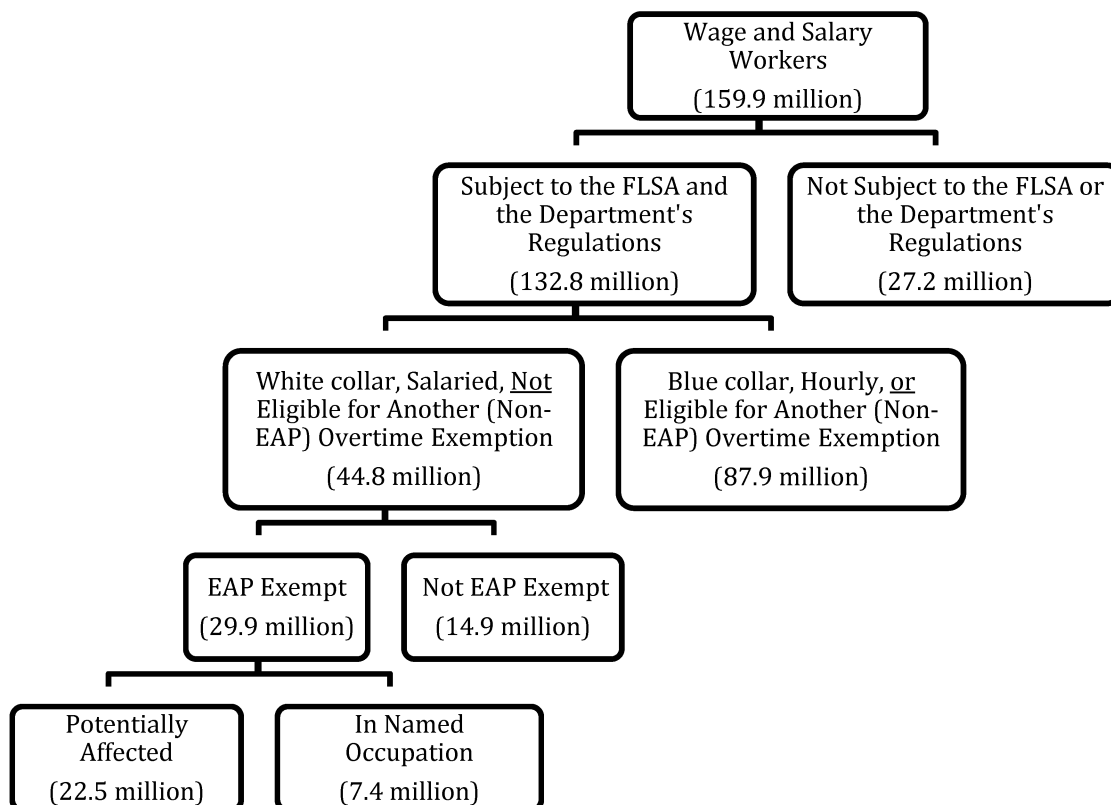 Wage and Salary
Workers
(159.9 million)
Subject to the FLSA and
the Department's
Regulations
(132.8 million)
Not Subject to the FLSA or
the Department's
Regulations
(27.2 million)
White collar, Salaried, Not
Eligible for Another (Non-
EAP) Overtime Exemption
(44.8 million)
Blue collar, Hourly, or
Eligible for Another (Non-
EAP) Overtime Exemption
(87.9 million)
EAP Exempt
(29.9 million)
Not EAP Exempt
(14.9 million)
Potentially
Affected
(22.5 million)
In Named
Occupation
(7.4 million)